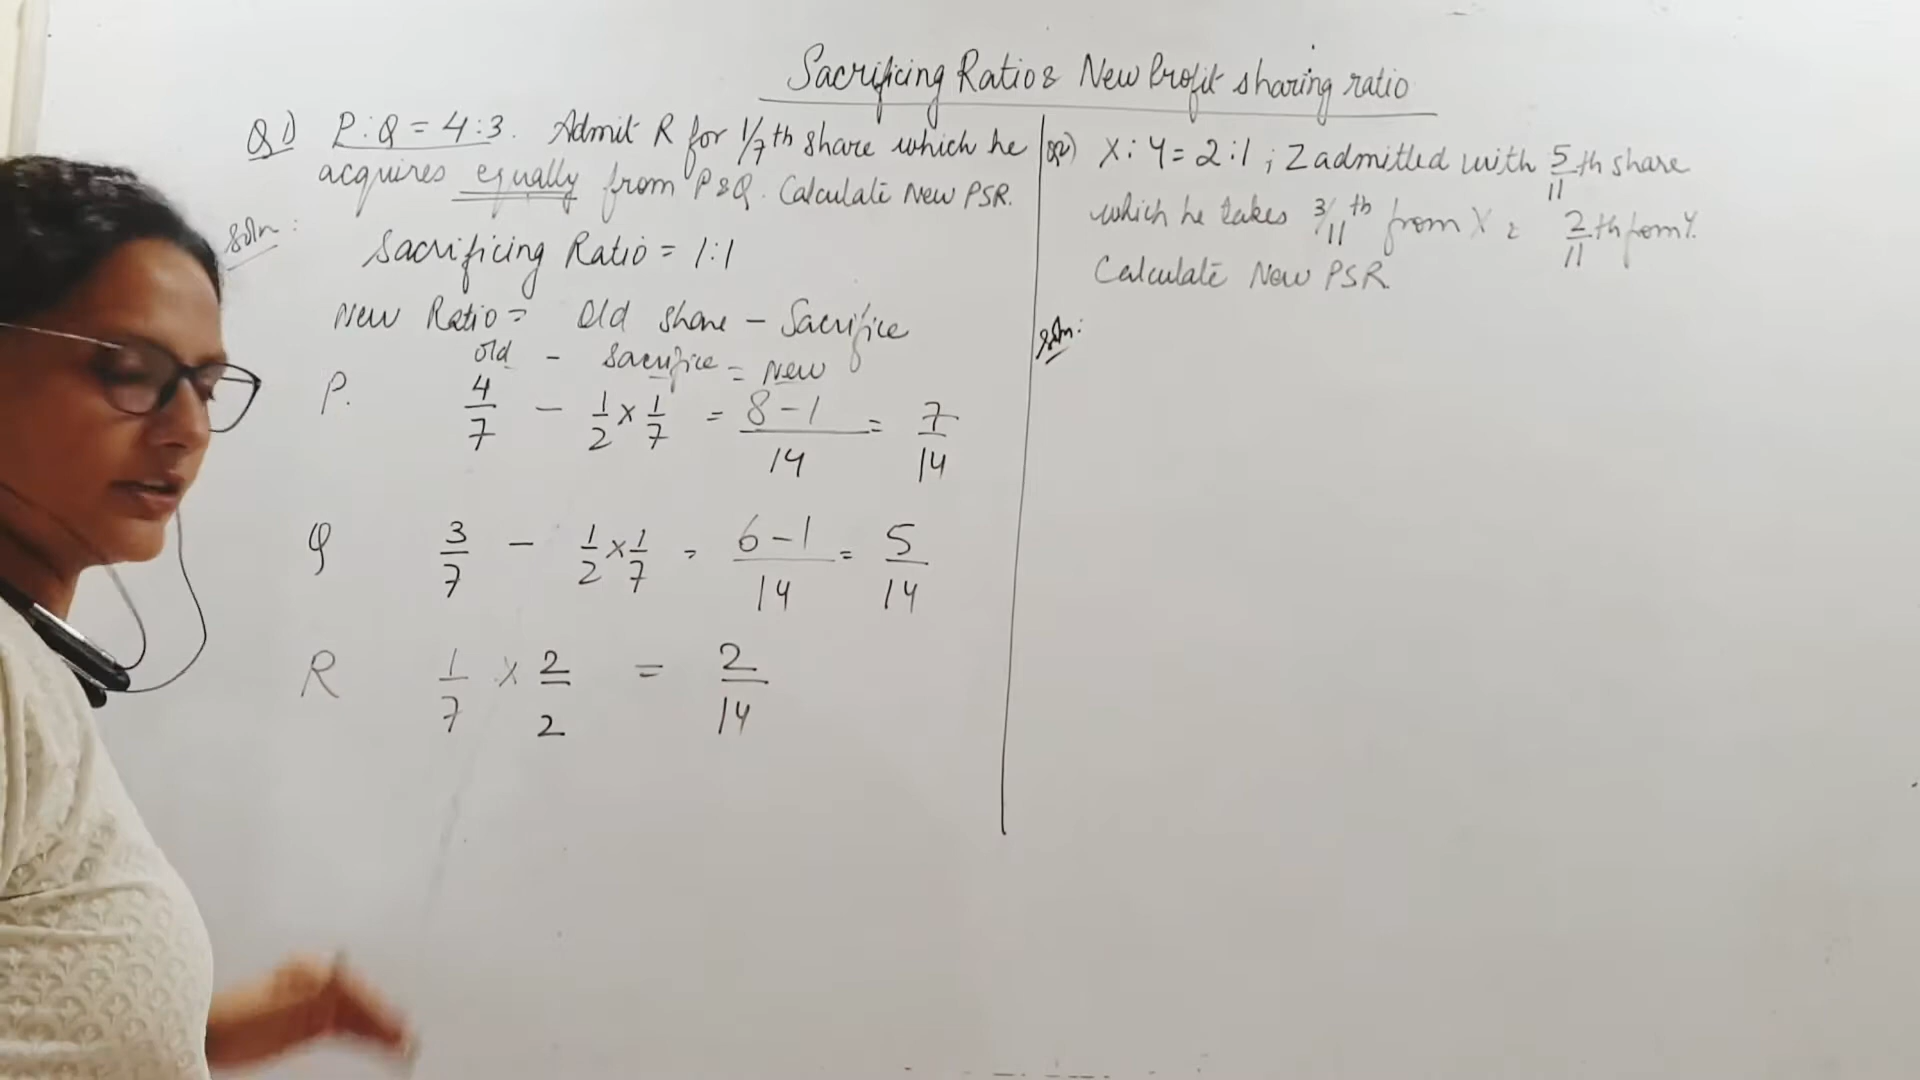 Sacrificing Ratio & New Profit sharing ratio
Q1) P:Q = 4:3. Admit R for 1/7th share which he
acquires equally from P & Q. Calculate New PSR.
Soln:
Sacrificing Ratio = 1:1
New Ratio = Old share - Sacrifice
old - sacrifice = New
P. 4/7 - 1/2 × 1/7 = 8-1/14 = 7/14
Q 3/7 - 1/2 × 1/7 = 6-1/14 = 5/14
R 1/7 × 2/2 = 2/14
Q2) X:Y = 2:1 ; Z admitted with 5/11 th share
which he takes 3/11 th from X & 2/11 th from Y.
Calculate New PSR
Soln: